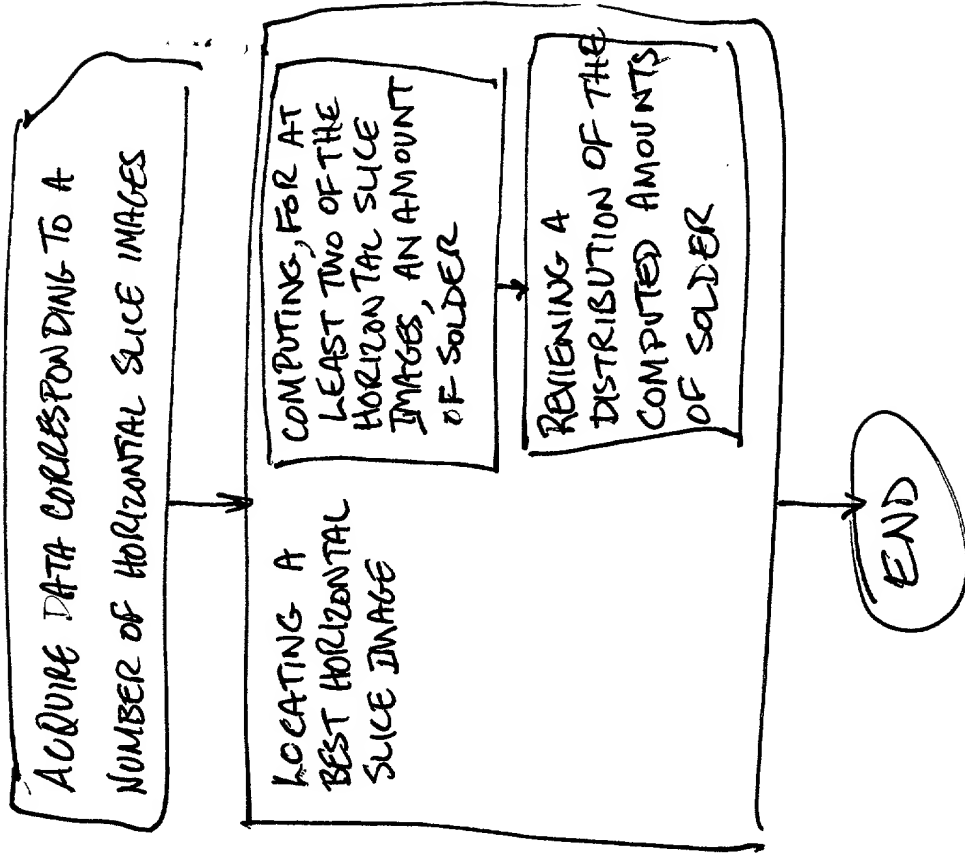 ACQUIRE DATA CORRESPONDING TO A
NUMBER OF HORIZONTAL SLICE IMAGES
LOCATING A
BEST HORIZONTAL
SLICE IMAGE
COMPUTING, FOR AT
LEAST TWO OF THE
HORIZONTAL SLICE
IMAGES, AN AMOUNT
OF SOLDER
REVIENING A
DISTRIBUTION OF THE
COMPUTED AMOUNTS
OF SOLDER
END